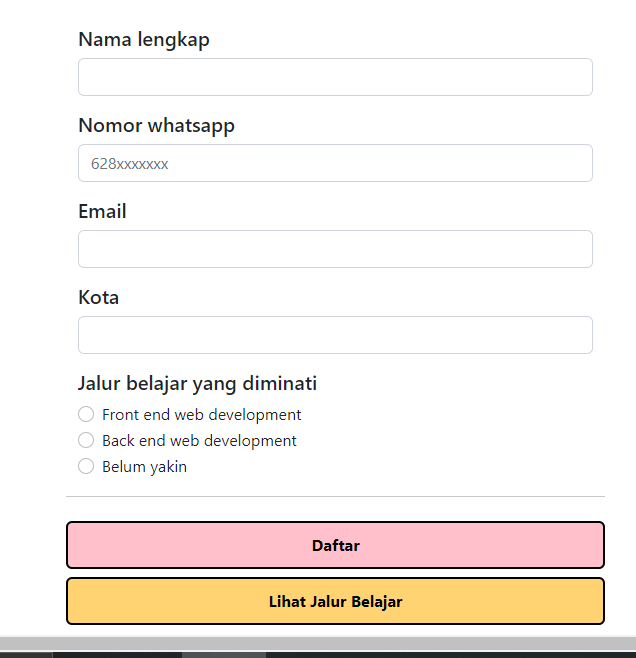 Nama lengkap
Nomor whatsapp
628xxxxxxx
Email
Kota
Jalur belajar yang diminati
Front end web development
Back end web development
Belum yakin
Daftar
Lihat Jalur Belajar